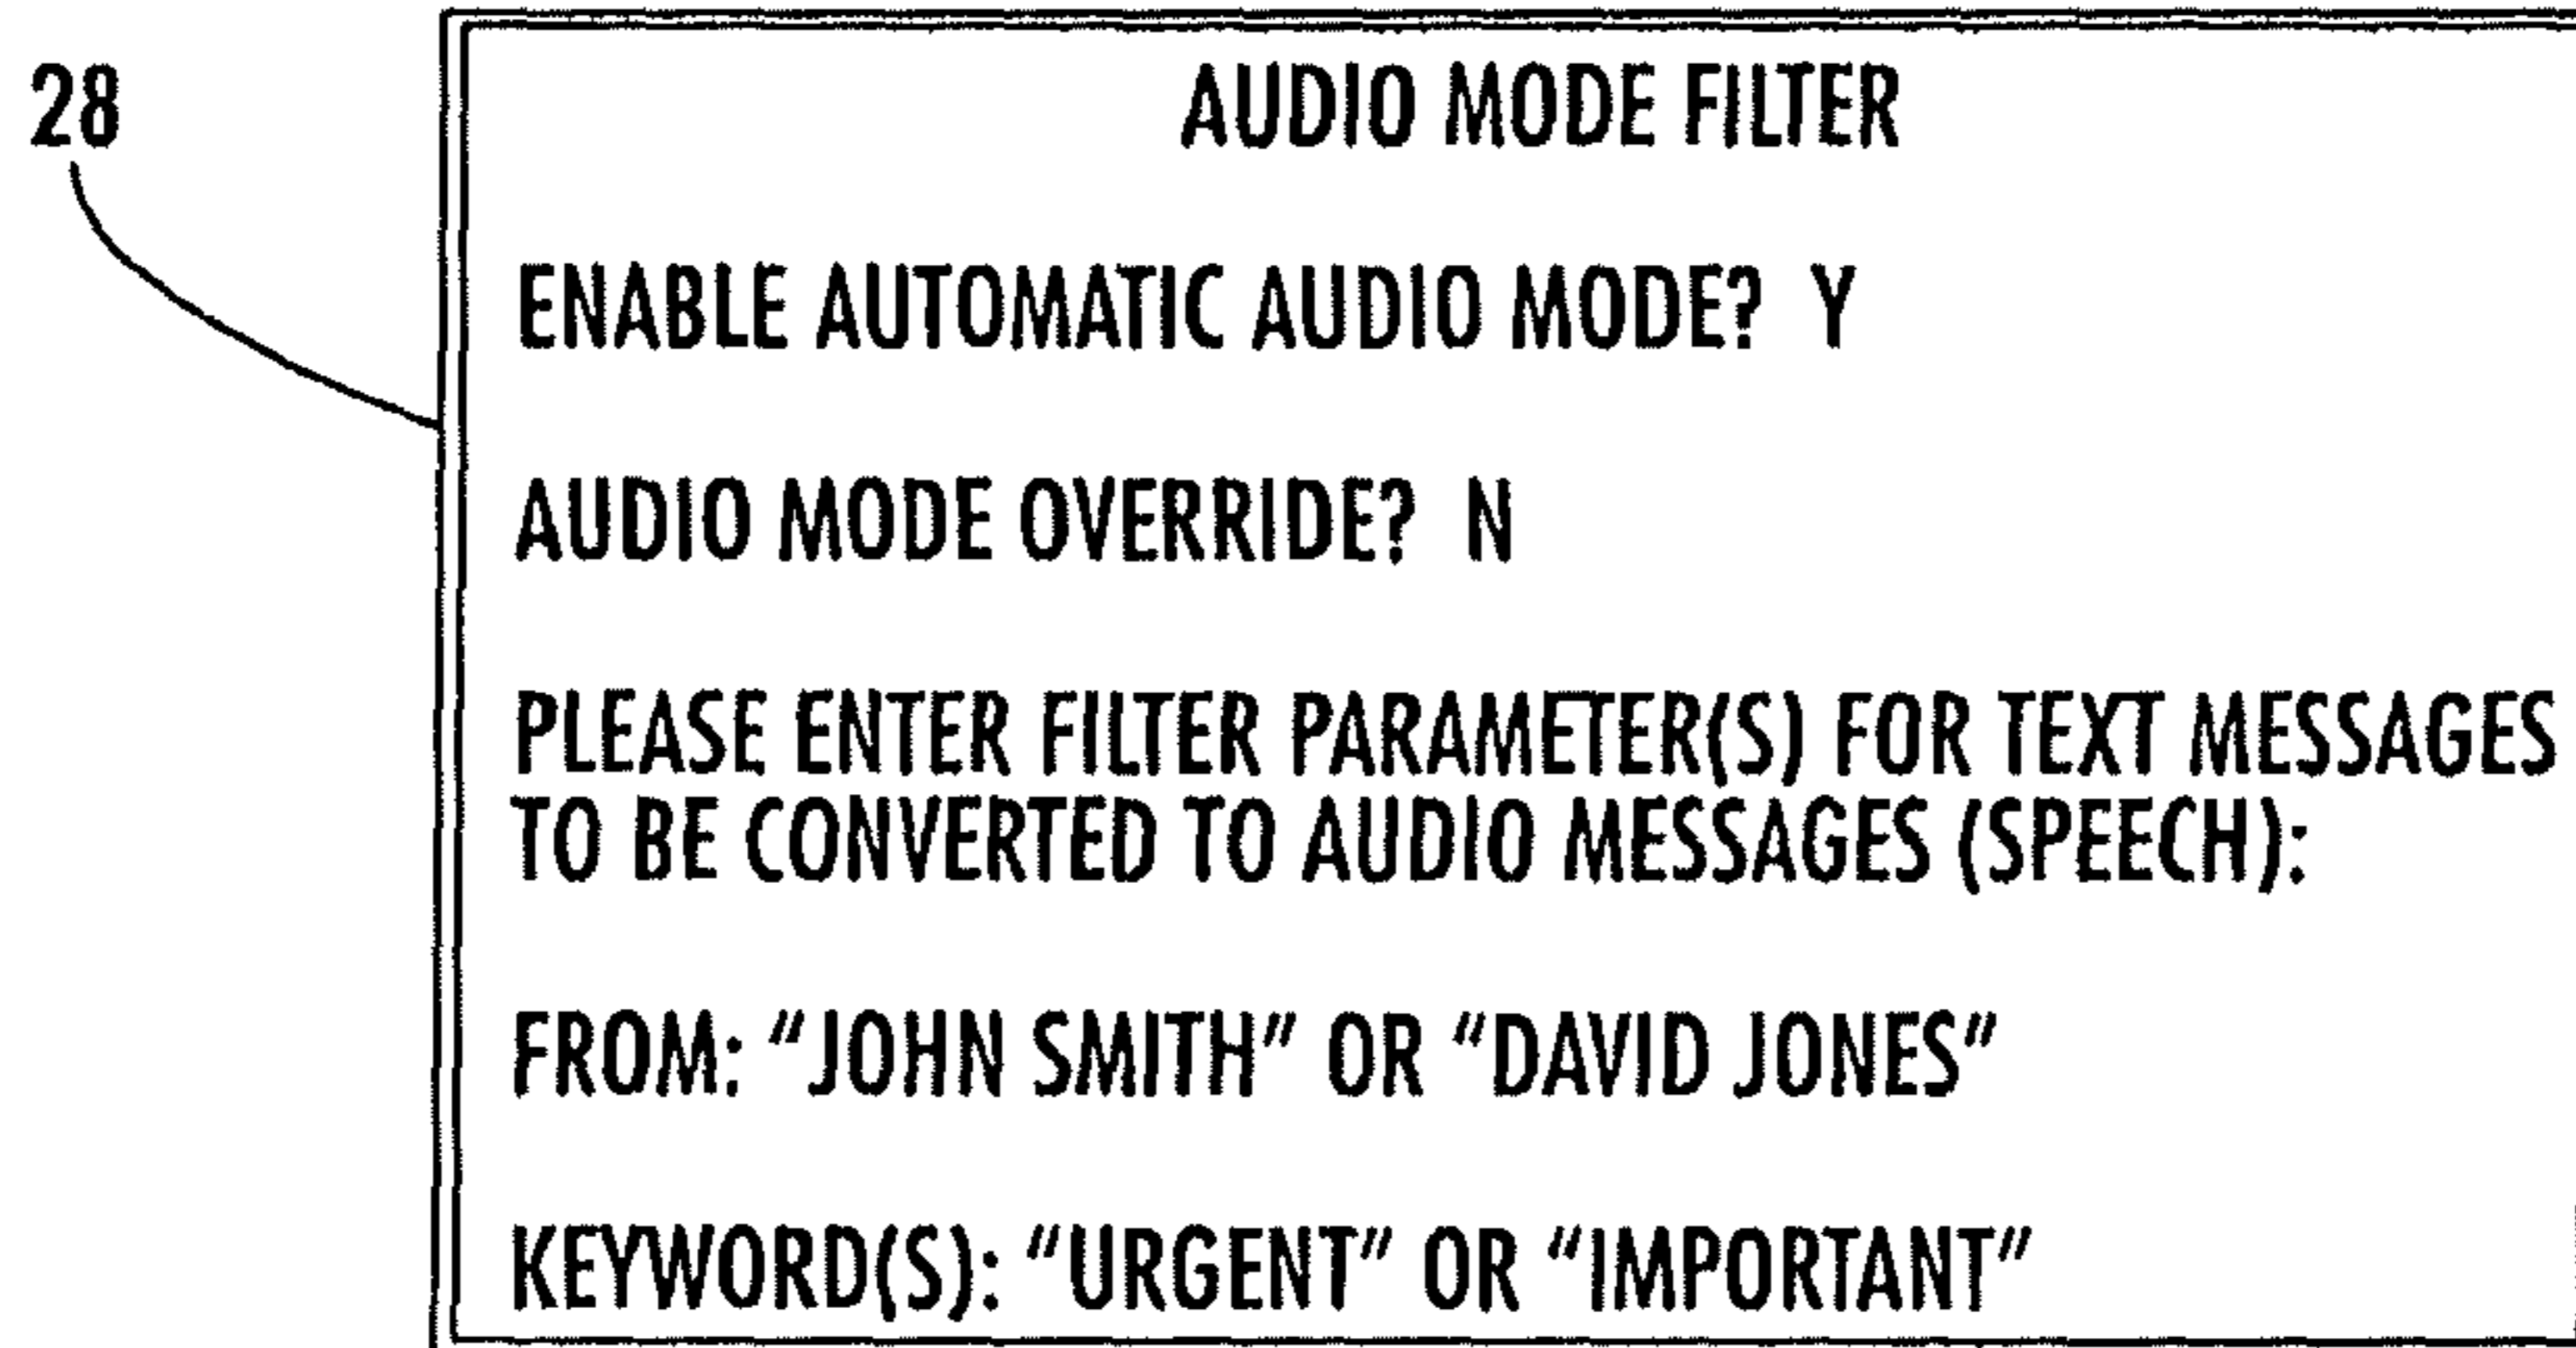 28
AUDIO MODE FILTER
ENABLE AUTOMATIC AUDIO MODE? Y
AUDIO MODE OVERRIDE? N
PLEASE ENTER FILTER PARAMETER(S) FOR TEXT MESSAGES
TO BE CONVERTED TO AUDIO MESSAGES (SPEECH):
FROM: "JOHN SMITH" OR "DAVID JONES"
KEYWORD(S): "URGENT" OR "IMPORTANT"